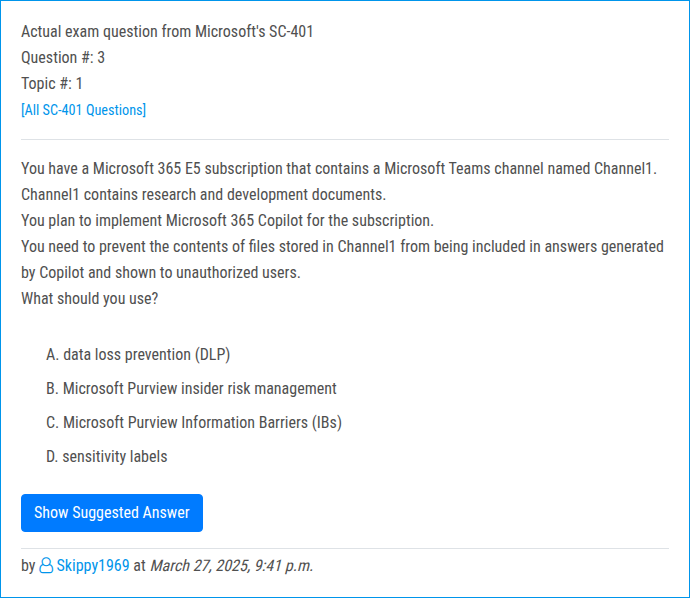 Actual exam question from Microsoft's SC-401
Question #: 3
Topic #: 1
[All SC-401 Questions]
You have a Microsoft 365 E5 subscription that contains a Microsoft Teams channel named Channel1.
Channel1 contains research and development documents.
You plan to implement Microsoft 365 Copilot for the subscription.
You need to prevent the contents of files stored in Channel1 from being included in answers generated
by Copilot and shown to unauthorized users.
What should you use?
A. data loss prevention (DLP)
B. Microsoft Purview insider risk management
C. Microsoft Purview Information Barriers (IBs)
D. sensitivity labels
Show Suggested Answer
by Skippy1969 at March 27, 2025, 9:41 p.m.